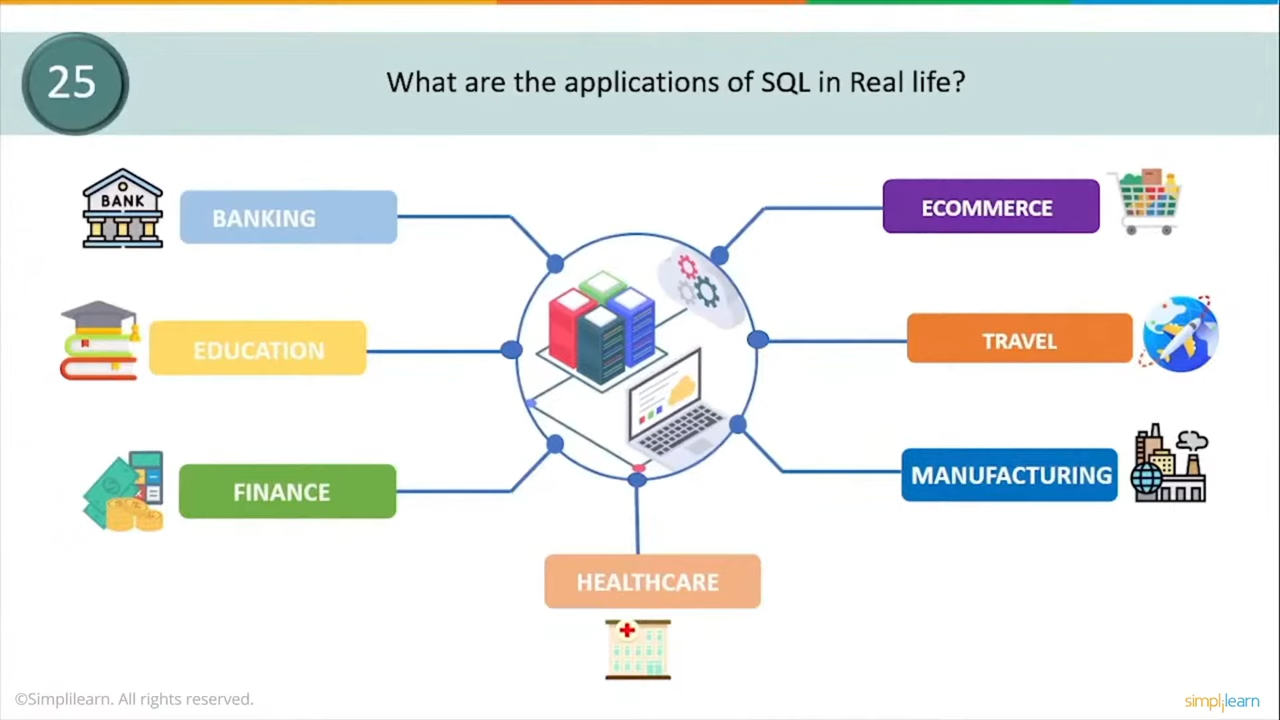 25
What are the applications of SQL in Real life?
BANK
BANKING
ECOMMERCE
EDUCATION
TRAVEL
FINANCE
MANUFACTURING
HEALTHCARE
©Simplilearn. All rights reserved.
simplilearn